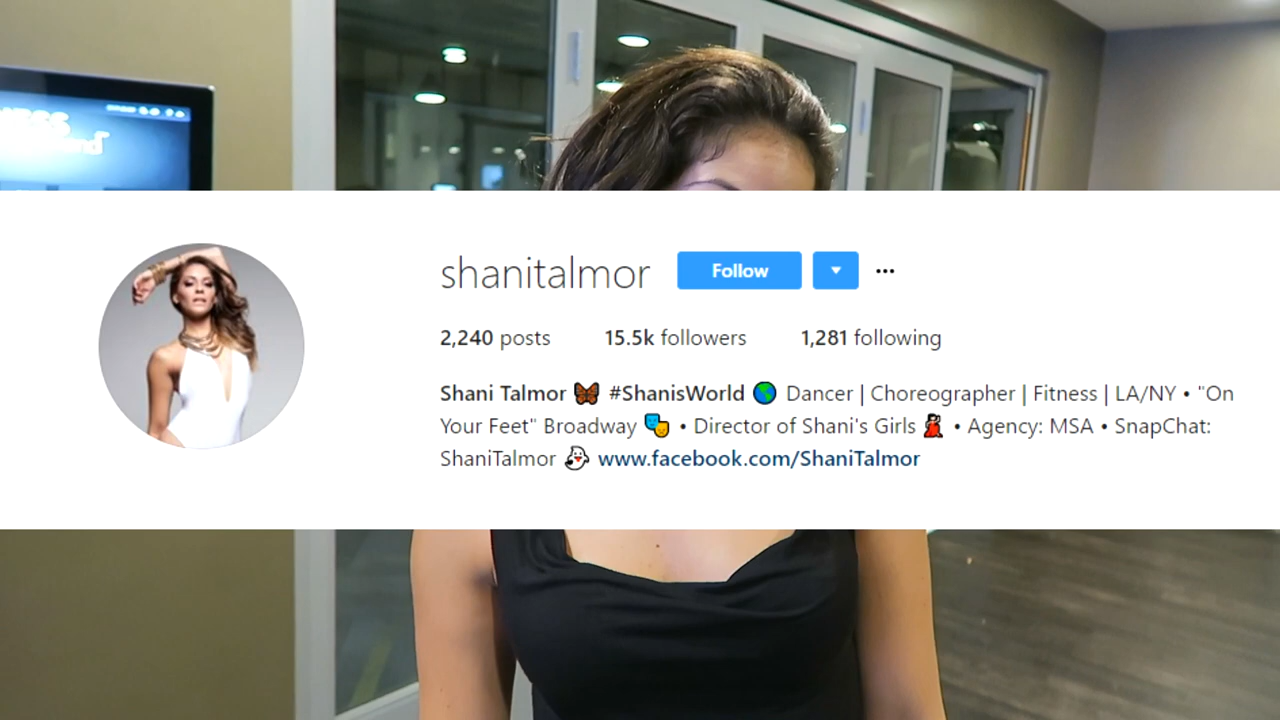 shanitalmor Follow
2,240 posts 15.5k followers 1,281 following
Shani Talmor 🦋 #ShanisWorld 🌎 Dancer | Choreographer | Fitness | LA/NY • "On
Your Feet" Broadway 🎭 • Director of Shani's Girls 💃 • Agency: MSA • SnapChat:
ShaniTalmor 👻 www.facebook.com/ShaniTalmor